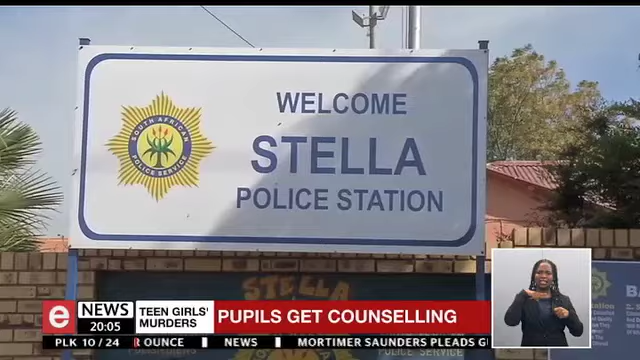 WELCOME
STELLA
POLICE STATION
SOUTH AFRICAN
POLICE SERVICE
STELLA
POLICE SERVICE
e NEWS
20:05
TEEN GIRLS'
MURDERS
PUPILS GET COUNSELLING
PLK 10 / 24
R OUNCE
NEWS
MORTIMER SAUNDERS PLEADS G